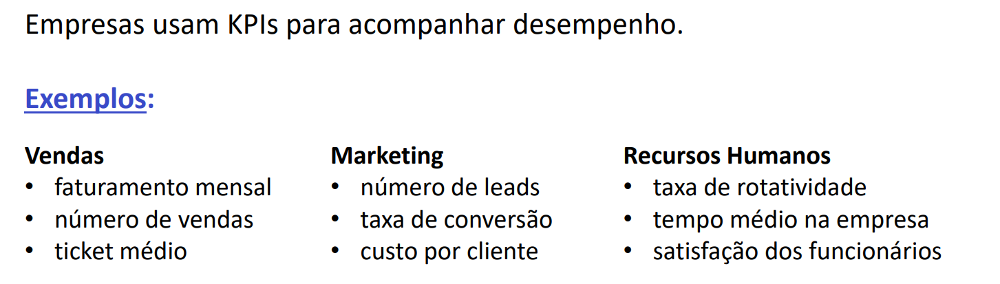 Empresas usam KPIs para acompanhar desempenho.
Exemplos:
Vendas
• faturamento mensal
• número de vendas
• ticket médio
Marketing
• número de leads
• taxa de conversão
• custo por cliente
Recursos Humanos
• taxa de rotatividade
• tempo médio na empresa
• satisfação dos funcionários